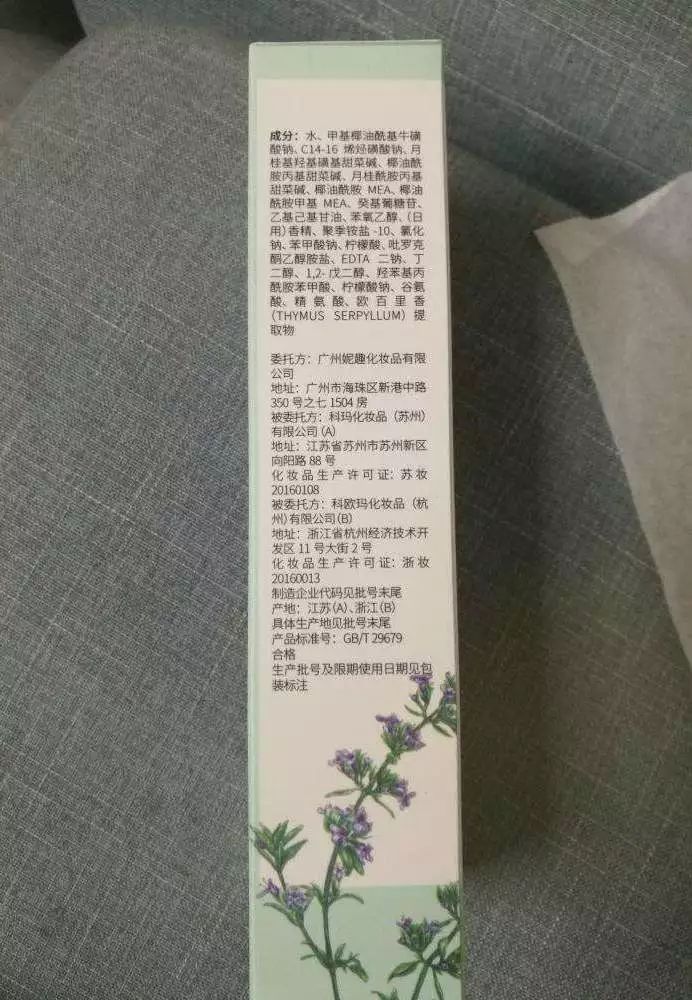 成分：水、甲基椰油酰基牛磺
酸钠、C14-16 烯烃磺酸钠、月
桂基羟基磺基甜菜碱、椰油酰
胺丙基甜菜碱、月桂酰胺丙基
甜菜碱、椰油酰胺 MEA、椰油
酰胺甲基 MEA、癸基葡糖苷、
乙基己基甘油、苯氧乙醇、（日
用）香精、聚季铵盐 -10、氯化
钠、苯甲酸钠、柠檬酸、吡罗克
酮乙醇胺盐、EDTA 二钠、丁
二醇、1,2- 戊二醇、羟苯基丙
酰胺苯甲酸、柠檬酸钠、谷氨
酸、精氨酸、欧百里香
（THYMUS SERPYLLUM）提
取物
委托方：广州妮趣化妆品有限
公司
地址：广州市海珠区新港中路
350 号之七 1504 房
被委托方：科玛化妆品（苏州）
有限公司 (A)
地址：江苏省苏州市苏州新区
向阳路 88 号
化妆品生产许可证：苏妆
20160108
被委托方：科欧玛化妆品（杭
州）有限公司(B)
地址：浙江省杭州经济技术开
发区 11 号大街 2 号
化妆品生产许可证：浙妆
20160013
制造企业代码见批号末尾
产地：江苏(A)、浙江(B)
具体生产地见批号末尾
产品标准号：GB/T 29679
合格
生产批号及限期使用日期见包
装标注